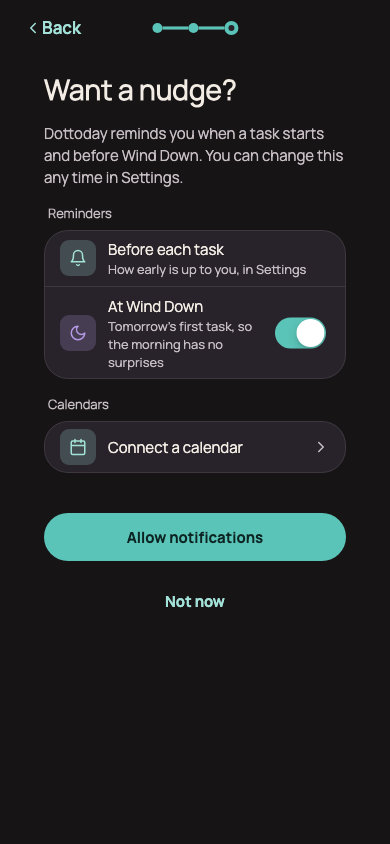 Back
Want a nudge?
Dottoday reminds you when a task starts
and before Wind Down. You can change this
any time in Settings.
Reminders
Before each task
How early is up to you, in Settings
At Wind Down
Tomorrow's first task, so
the morning has no
surprises
Calendars
Connect a calendar
Allow notifications
Not now